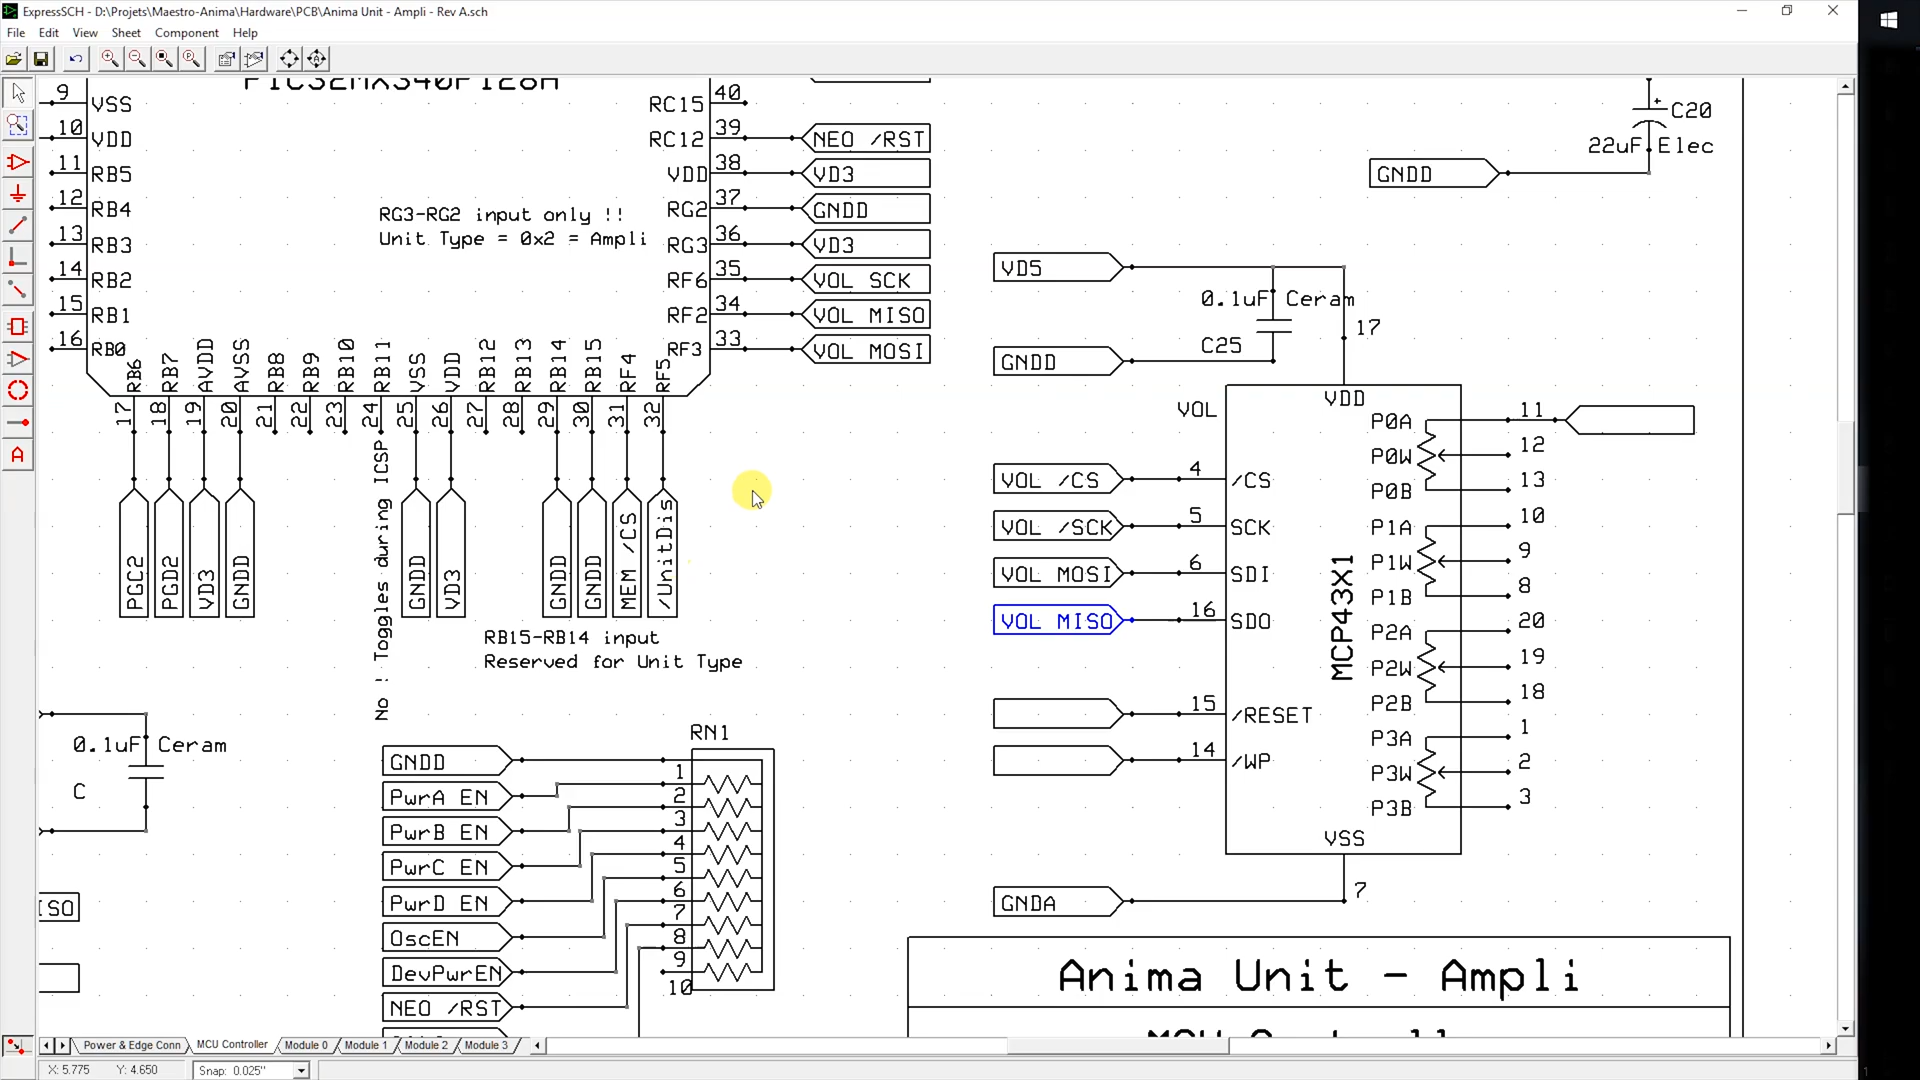 ExpressSCH - D:\Projets\Maestro-Anima\Hardware\PCB\Anima Unit - Ampli - Rev A.sch
File Edit View Sheet Component Help
PIC32MX340F128H
9 VSS
10 VDD
11 RB5
12 RB4
13 RB3
14 RB2
15 RB1
16 RB0
RC15 40
RC12 39 NEO /RST
VDD 38 VD3
RG2 37 GNDD
RG3 36 VD3
RF6 35 VOL SCK
RF2 34 VOL MISO
RF3 33 VOL MOSI
RG3-RG2 input only !!
Unit Type = 0x2 = Ampli
RB6 RB7 AVDD AVSS RB8 RB9 RB10 RB11 VSS VDD RB12 RB13 RB14 RB15 RF4 RF5
17 18 19 20 21 22 23 24 25 26 27 28 29 30 31 32
PGC2 PGD2 VD3 GNDD GNDD VD3 GNDD GNDD MEM /CS /UnitDis
No : Toggles during ICSP
RB15-RB14 input
Reserved for Unit Type
0.1uF Ceram
C
ISO
RN1
GNDD
PwrA EN
PwrB EN
PwrC EN
PwrD EN
OscEN
DevPwrEN
NEO /RST
1
2
3
4
5
6
7
8
9
10
C20
22uF Elec
GNDD
VD5
0.1uF Ceram
C25
GNDD
17
VOL
VDD
VOL /CS 4 /CS
VOL /SCK 5 SCK
VOL MOSI 6 SDI
VOL MISO 16 SDO
15 /RESET
14 /WP
MCP43X1
P0A 11
P0W 12
P0B 13
P1A 10
P1W 9
P1B 8
P2A 20
P2W 19
P2B 18
P3A 1
P3W 2
P3B 3
VSS
GNDA 7
Anima Unit - Ampli
Power & Edge Conn MCU Controller Module 0 Module 1 Module 2 Module 3
X: 5.775 Y: 4.650 Snap: 0.025"